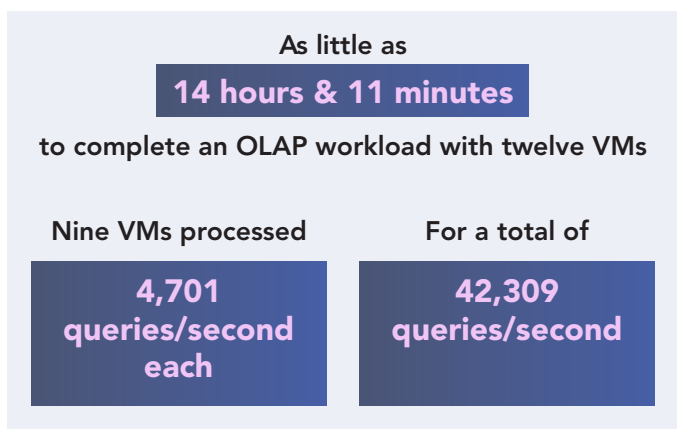 As little as
14 hours & 11 minutes
to complete an OLAP workload with twelve VMs
Nine VMs processed
4,701
queries/second
each
For a total of
42,309
queries/second